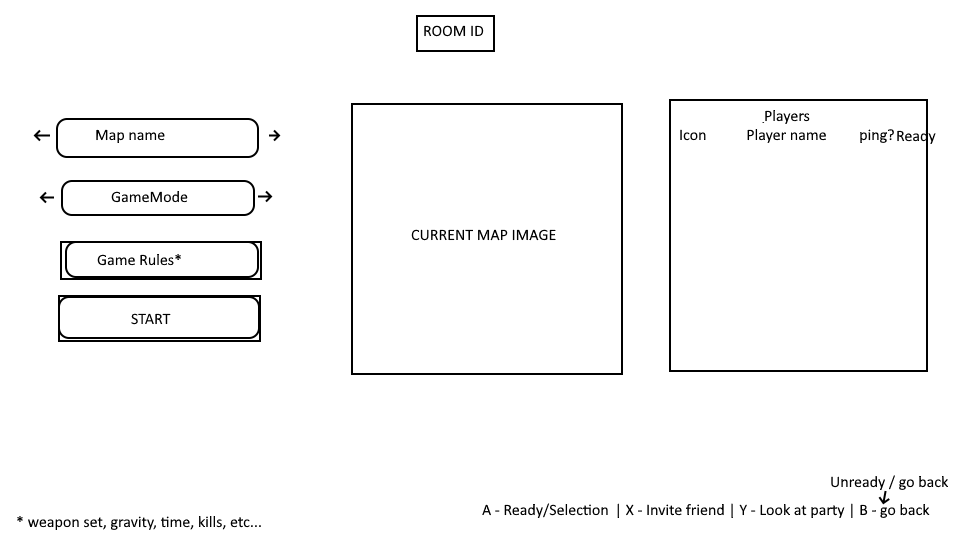 ROOM ID
Map name
GameMode
Game Rules*
START
CURRENT MAP IMAGE
Players
Icon Player name ping? Ready
Unready / go back
A - Ready/Selection | X - Invite friend | Y - Look at party | B - go back
* weapon set, gravity, time, kills, etc...